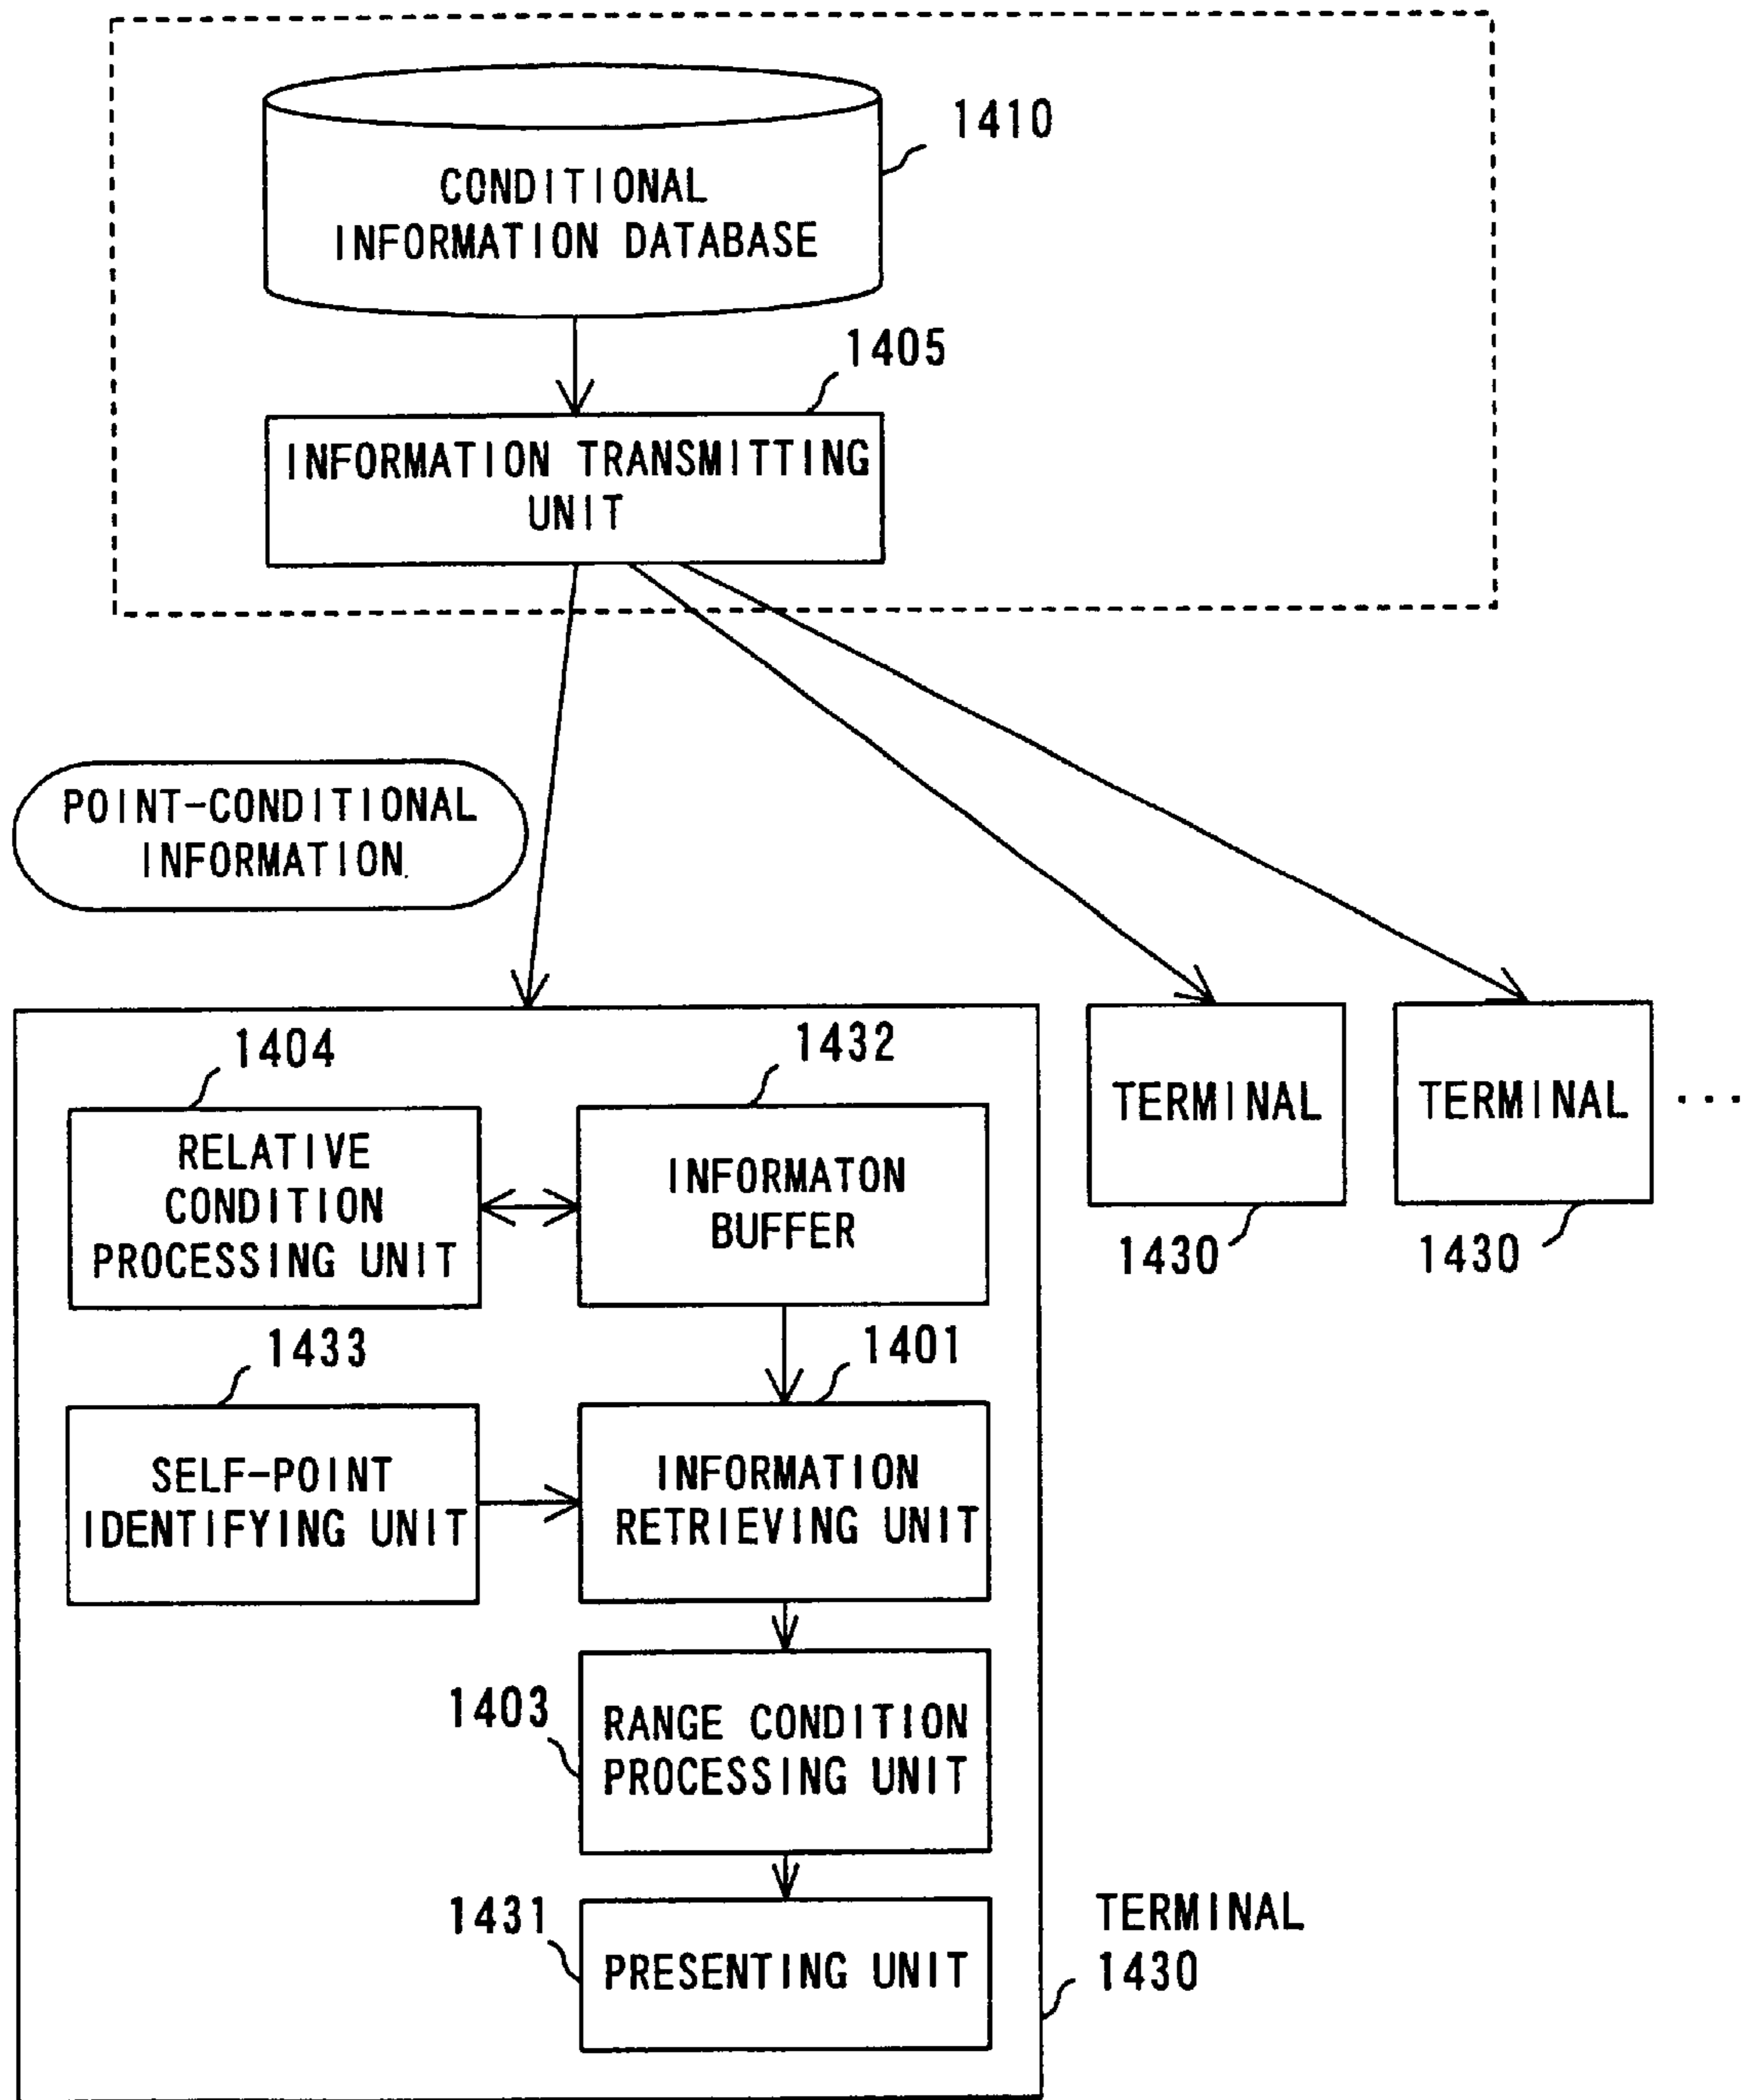 1410
CONDITIONAL
INFORMATION DATABASE
1405
INFORMATION TRANSMITTING
UNIT
POINT-CONDITIONAL
INFORMATION
1404
1432
RELATIVE
CONDITION
PROCESSING UNIT
INFORMATON
BUFFER
TERMINAL
TERMINAL
...
1430
1430
1433
1401
SELF-POINT
IDENTIFYING UNIT
INFORMATION
RETRIEVING UNIT
1403
RANGE CONDITION
PROCESSING UNIT
1431
PRESENTING UNIT
TERMINAL
1430